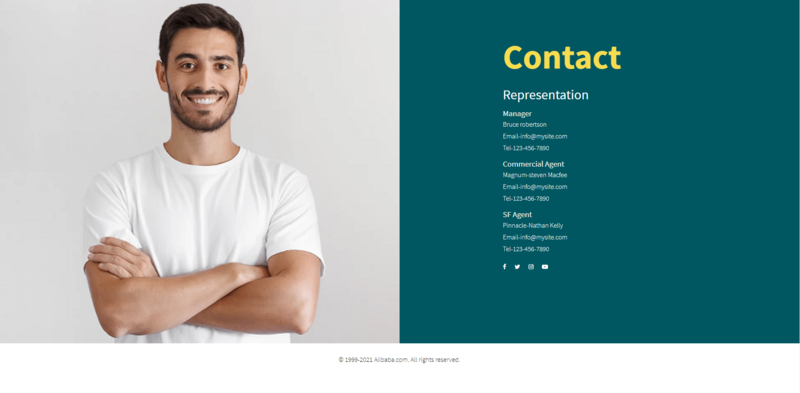 Contact
Representation
Manager
Bruce robertson
Email-info@mysite.com
Tel-123-456-7890
Commercial Agent
Magnum-steven Macfee
Email-info@mysite.com
Tel-123-456-7890
SF Agent
Pinnacle-Nathan Kelly
Email-info@mysite.com
Tel-123-456-7890
© 1999-2021 Alibaba.com. All rights reserved.